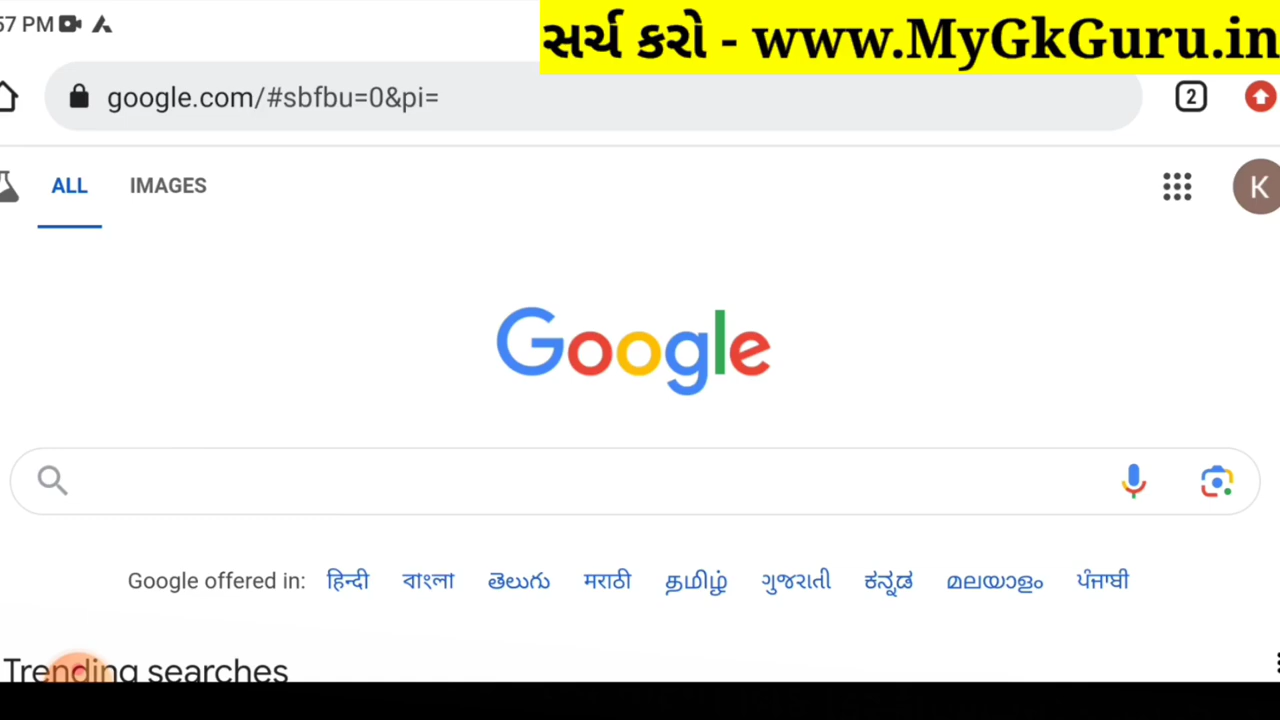 57 PM
સર્ચ કરો - www.MyGkGuru.in
google.com/#sbfbu=0&pi=
2
ALL IMAGES
K
Google
Google offered in: हिन्दी বাংলা తెలుగు मराठी தமிழ் ગુજરાતી ಕನ್ನಡ മലയാളം ਪੰਜਾਬੀ
Trending searches